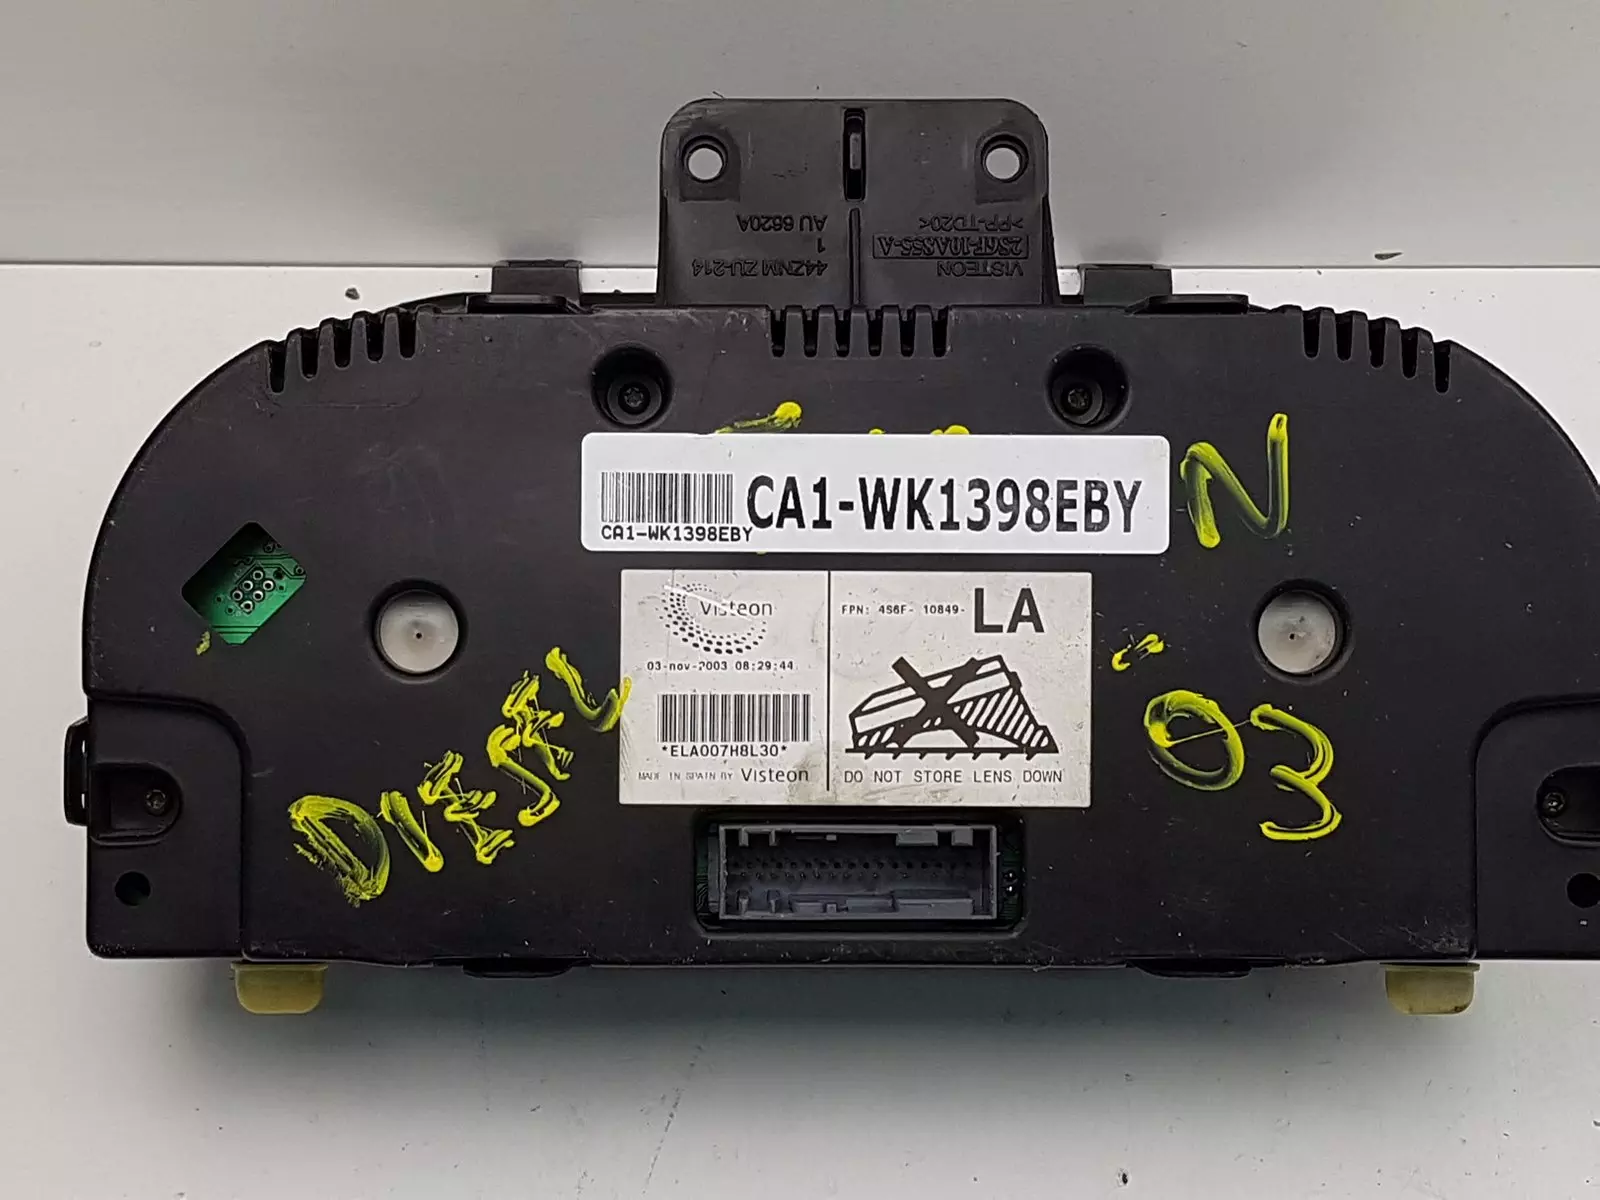 VISTEON
2S6F-10A855-A
>PP-TD20<
44ZNM ZU-214
1
AU 6620A
CA1-WK1398EBY
CA1-WK1398EBY
N
Visteon
03-nov-2003 08:29:44
*ELA007H8L30*
MADE IN SPAIN BY Visteon
FPN: 4S6F- 10849- LA
DO NOT STORE LENS DOWN
DIESEL
03